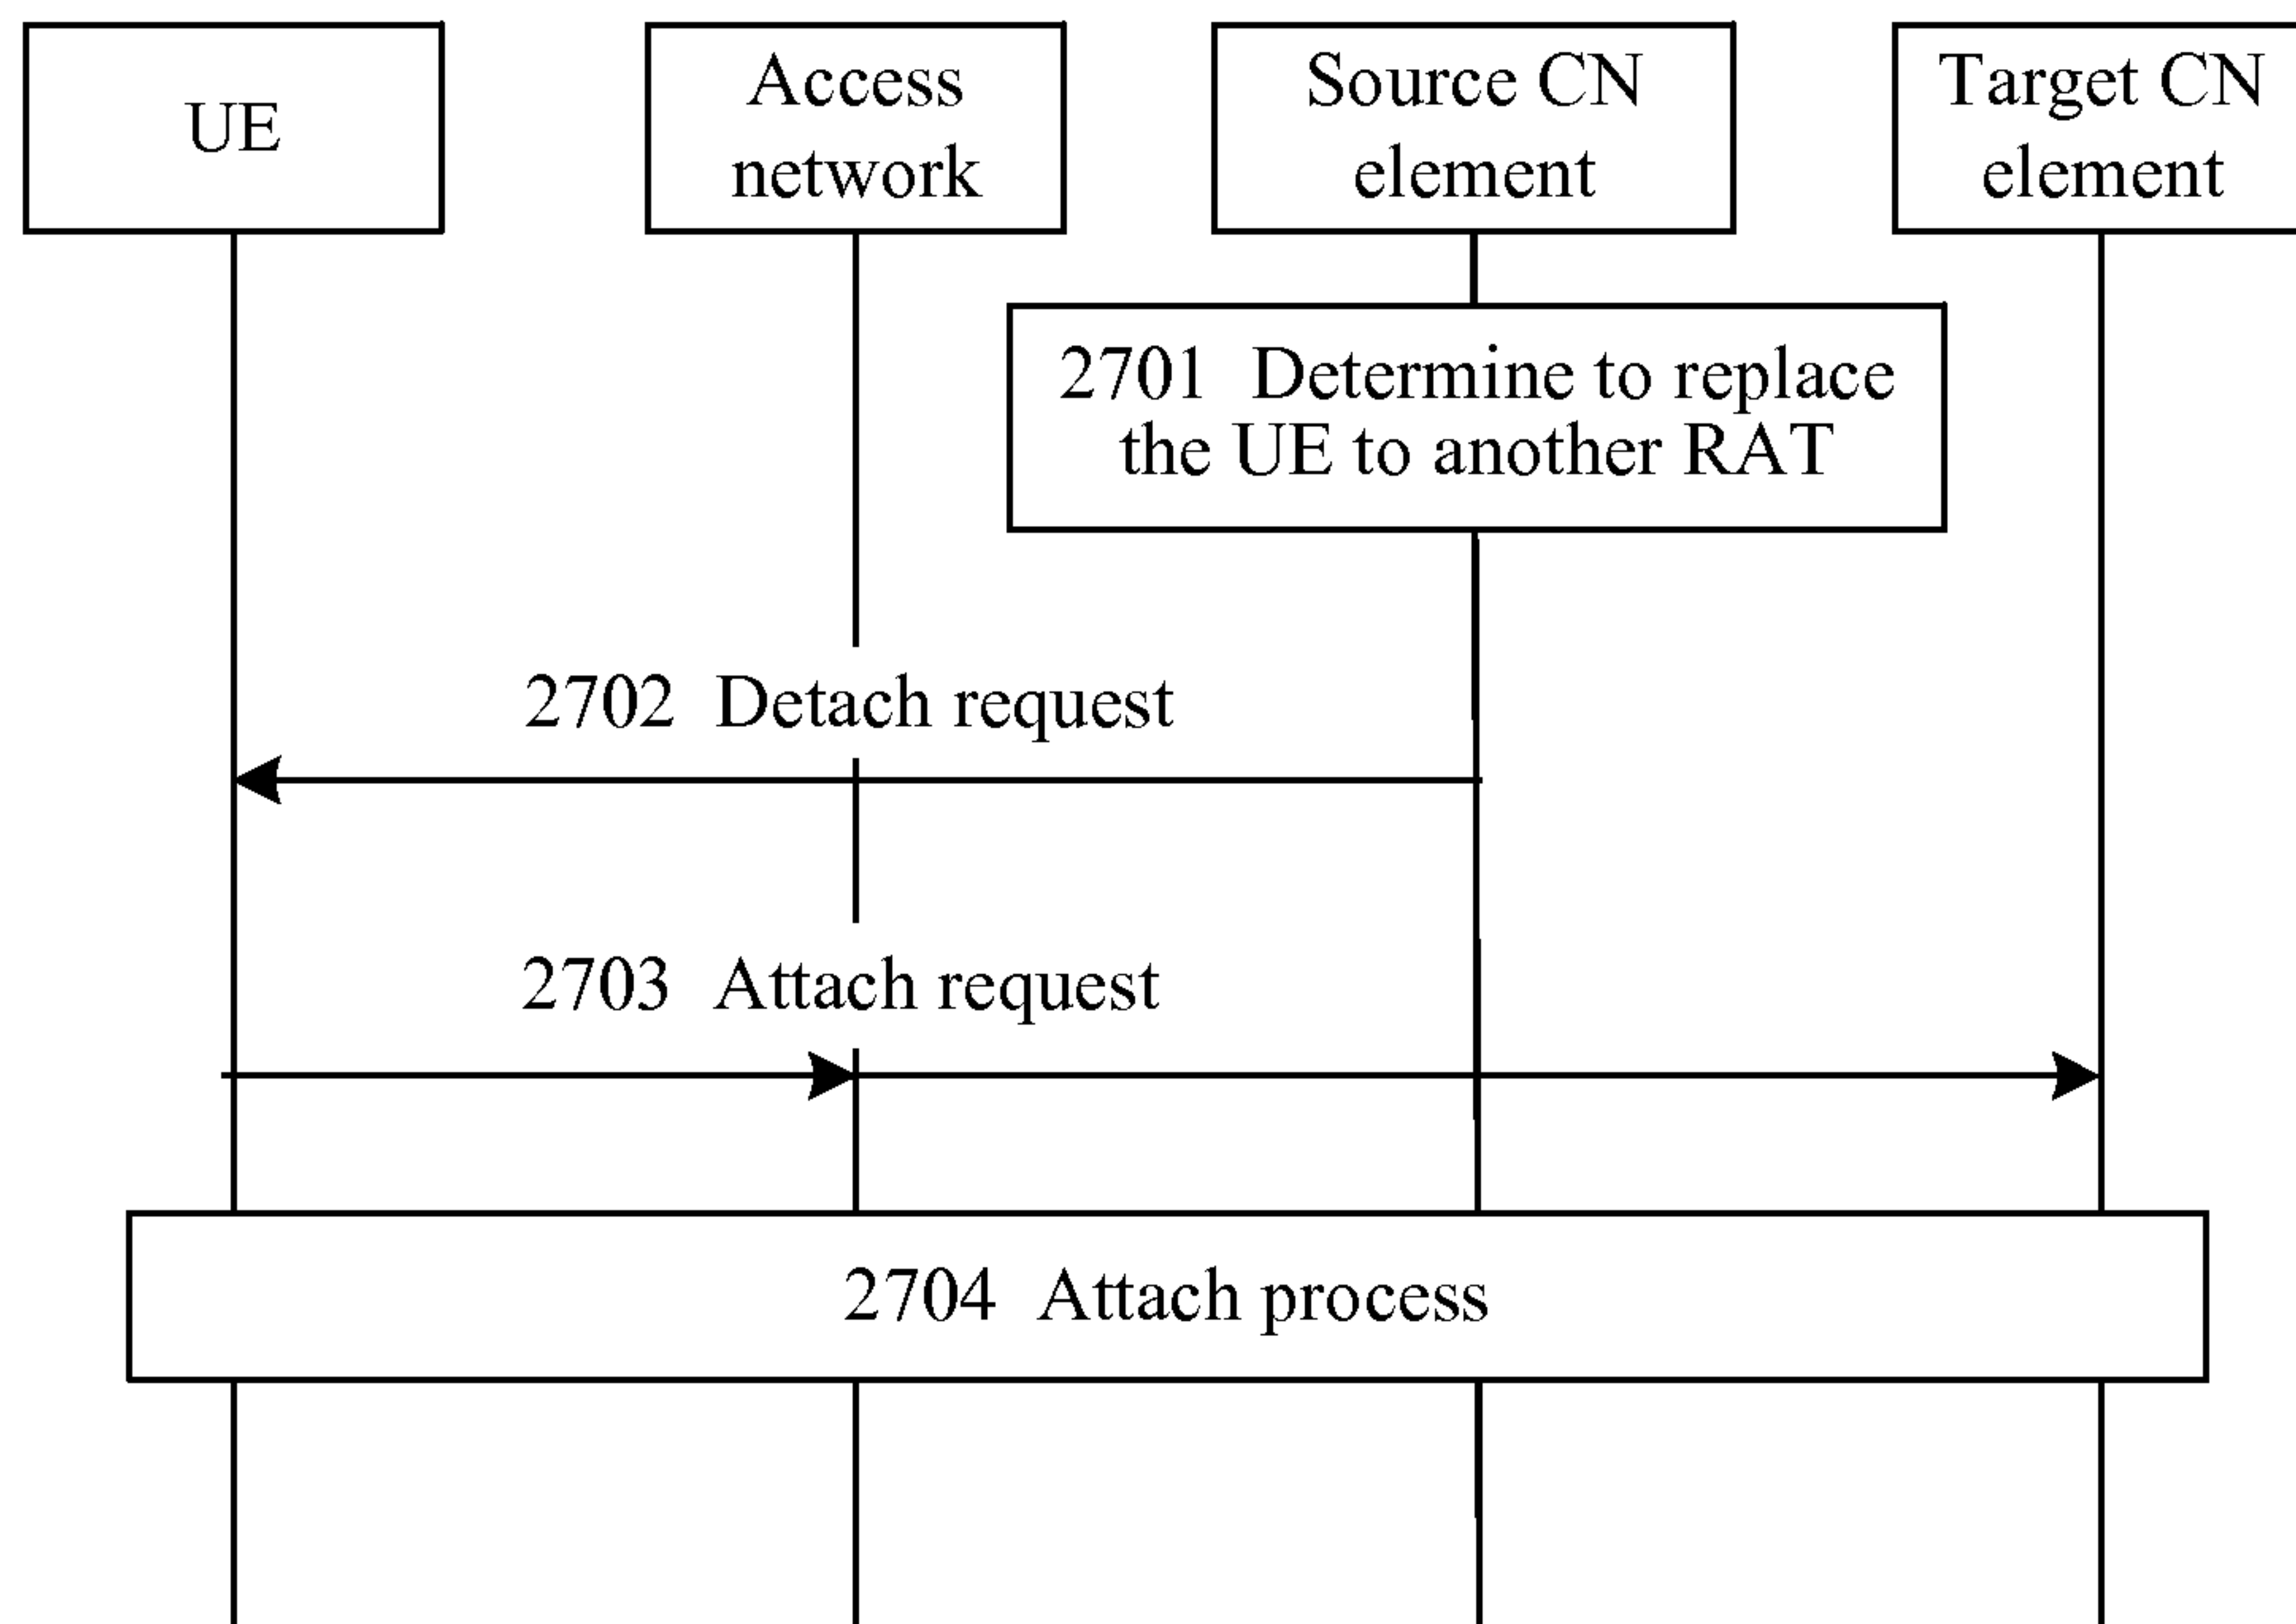 UE
Access
network
Source CN
element
Target CN
element
2701 Determine to replace
the UE to another RAT
2702 Detach request
2703 Attach request
2704 Attach process